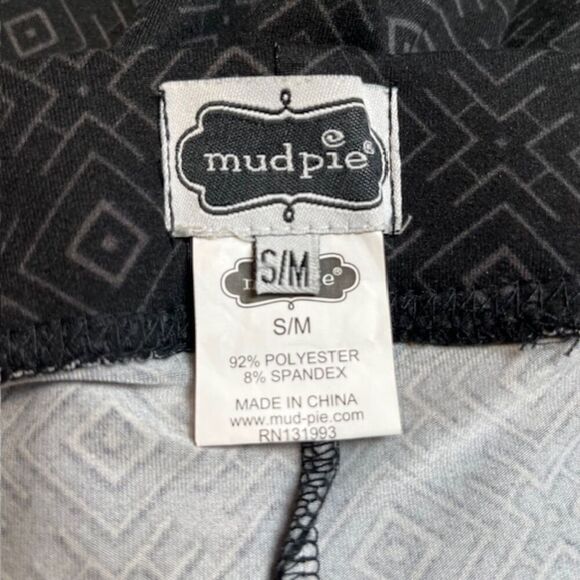 mudpie®
S/M
m e®
S/M
92% POLYESTER
8% SPANDEX
MADE IN CHINA
www.mud-pie.com
RN131993